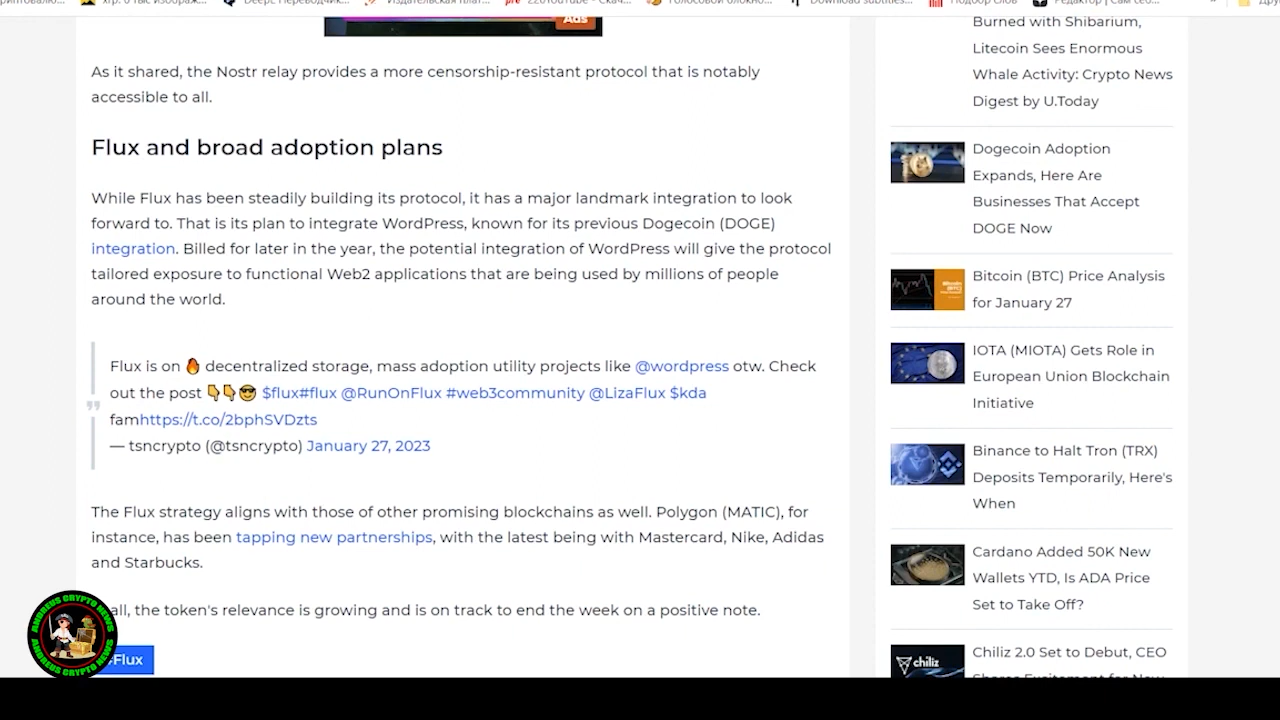 Ads
As it shared, the Nostr relay provides a more censorship-resistant protocol that is notably
accessible to all.
Flux and broad adoption plans
While Flux has been steadily building its protocol, it has a major landmark integration to look
forward to. That is its plan to integrate WordPress, known for its previous Dogecoin (DOGE)
integration. Billed for later in the year, the potential integration of WordPress will give the protocol
tailored exposure to functional Web2 applications that are being used by millions of people
around the world.
Flux is on 🔥 decentralized storage, mass adoption utility projects like @wordpress otw. Check
out the post 👇👇😎 $flux#flux @RunOnFlux #web3community @LizaFlux $kda
famhttps://t.co/2bphSVDzts
— tsncrypto (@tsncrypto) January 27, 2023
The Flux strategy aligns with those of other promising blockchains as well. Polygon (MATIC), for
instance, has been tapping new partnerships, with the latest being with Mastercard, Nike, Adidas
and Starbucks.
all, the token's relevance is growing and is on track to end the week on a positive note.
Flux
ANDREUS CRYPTO NEWS
ANDREUS CRYPTO NEWS
Burned with Shibarium,
Litecoin Sees Enormous
Whale Activity: Crypto News
Digest by U.Today
Dogecoin Adoption
Expands, Here Are
Businesses That Accept
DOGE Now
Bitcoin (BTC) Price Analysis
for January 27
IOTA (MIOTA) Gets Role in
European Union Blockchain
Initiative
Binance to Halt Tron (TRX)
Deposits Temporarily, Here's
When
Cardano Added 50K New
Wallets YTD, Is ADA Price
Set to Take Off?
chiliz
Chiliz 2.0 Set to Debut, CEO